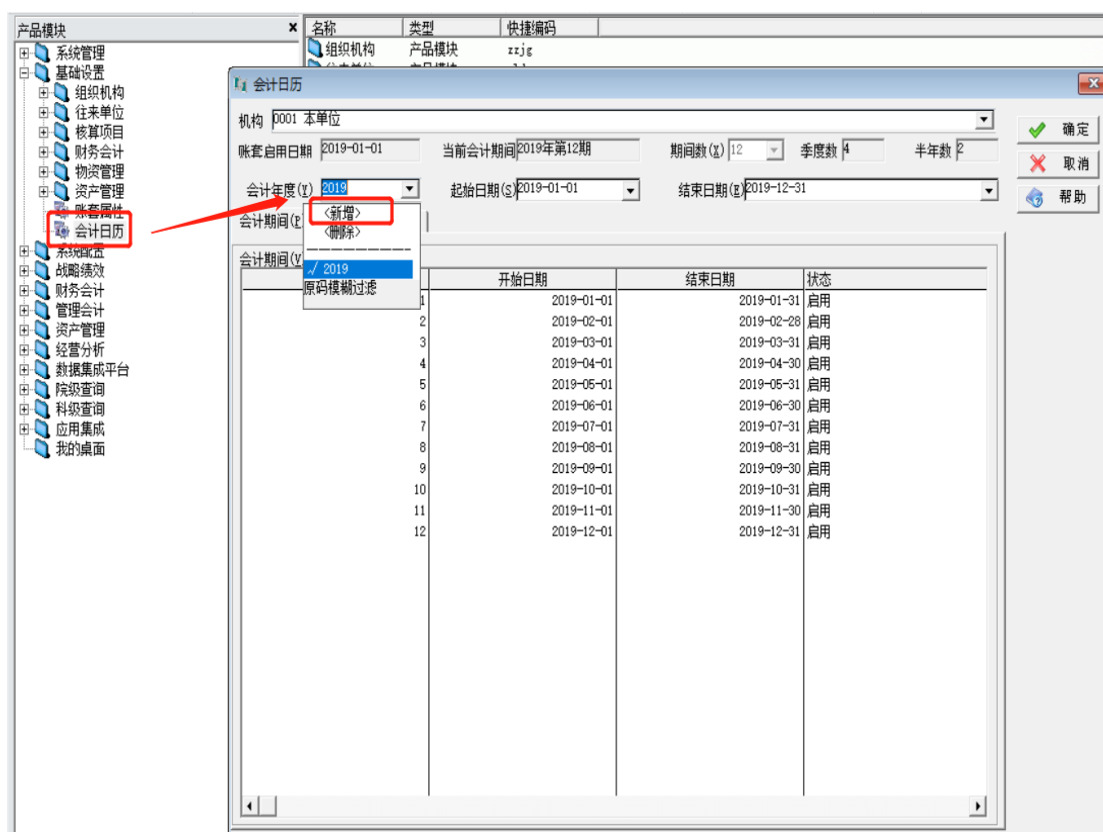 产品模块 × 名称 类型 快捷编码
系统管理
基础设置
组织机构
往来单位
核算项目
财务会计
物资管理
资产管理
账套属性
会计日历
系统配置
战略绩效
财务会计
管理会计
资产管理
经营分析
数据集成平台
院级查询
科级查询
应用集成
我的桌面
组织机构 产品模块 zzjg
会计日历
机构 0001 本单位
账套启用日期 2019-01-01 当前会计期间 2019年第12期 期间数(X) 12 季度数 4 半年数 2
会计年度(Y) 2019 起始日期(S) 2019-01-01 结束日期(E) 2019-12-31
确定
取消
帮助
会计期间(P
<新增>
<删除>
√ 2019
原码模糊过滤
会计期间(V
开始日期 结束日期 状态
1 2019-01-01 2019-01-31 启用
2 2019-02-01 2019-02-28 启用
3 2019-03-01 2019-03-31 启用
4 2019-04-01 2019-04-30 启用
5 2019-05-01 2019-05-31 启用
6 2019-06-01 2019-06-30 启用
7 2019-07-01 2019-07-31 启用
8 2019-08-01 2019-08-31 启用
9 2019-09-01 2019-09-30 启用
10 2019-10-01 2019-10-31 启用
11 2019-11-01 2019-11-30 启用
12 2019-12-01 2019-12-31 启用